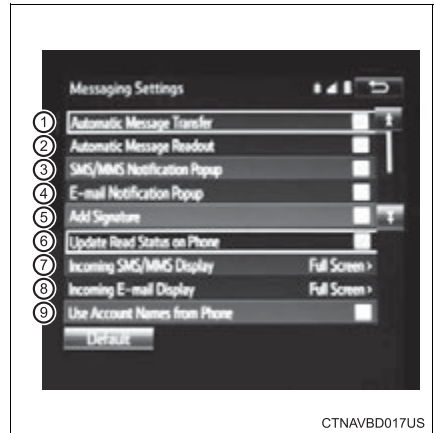 Messaging Settings
1 Automatic Message Transfer
2 Automatic Message Readout
3 SMS/MMS Notification Popup
4 E-mail Notification Popup
5 Add Signature
6 Update Read Status on Phone
7 Incoming SMS/MMS Display Full Screen >
8 Incoming E-mail Display Full Screen >
9 Use Account Names from Phone
Default
CTNAVBD017US